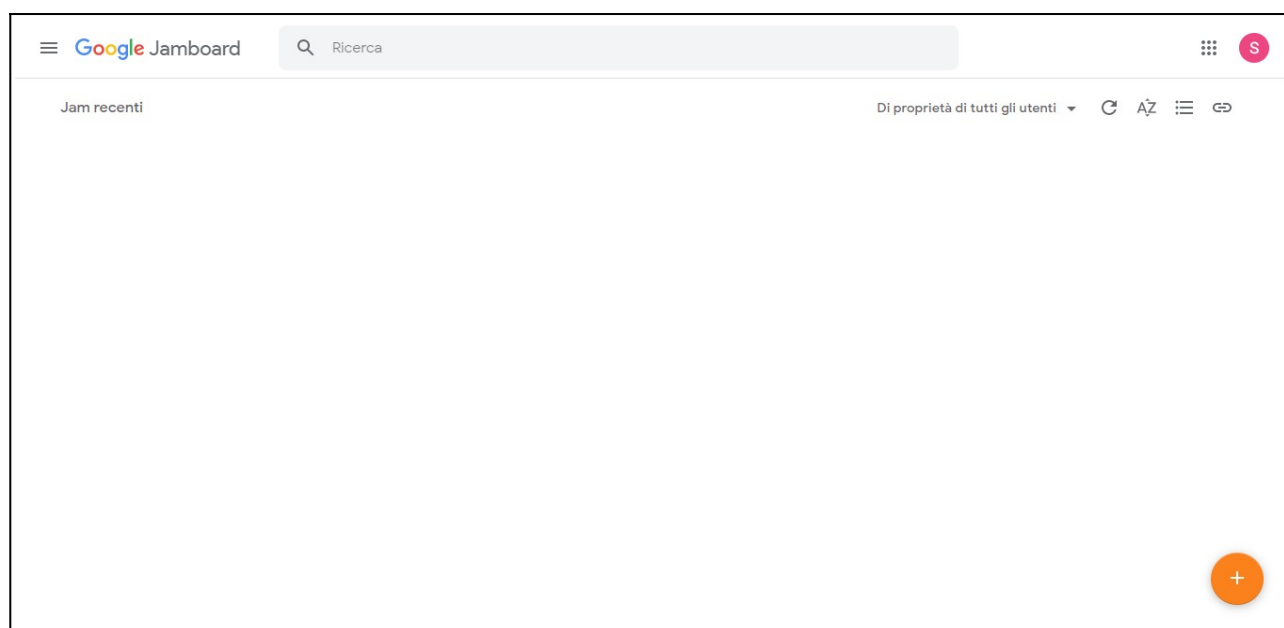 Google Jamboard
Ricerca
S
Jam recenti
Di proprietà di tutti gli utenti
AZ